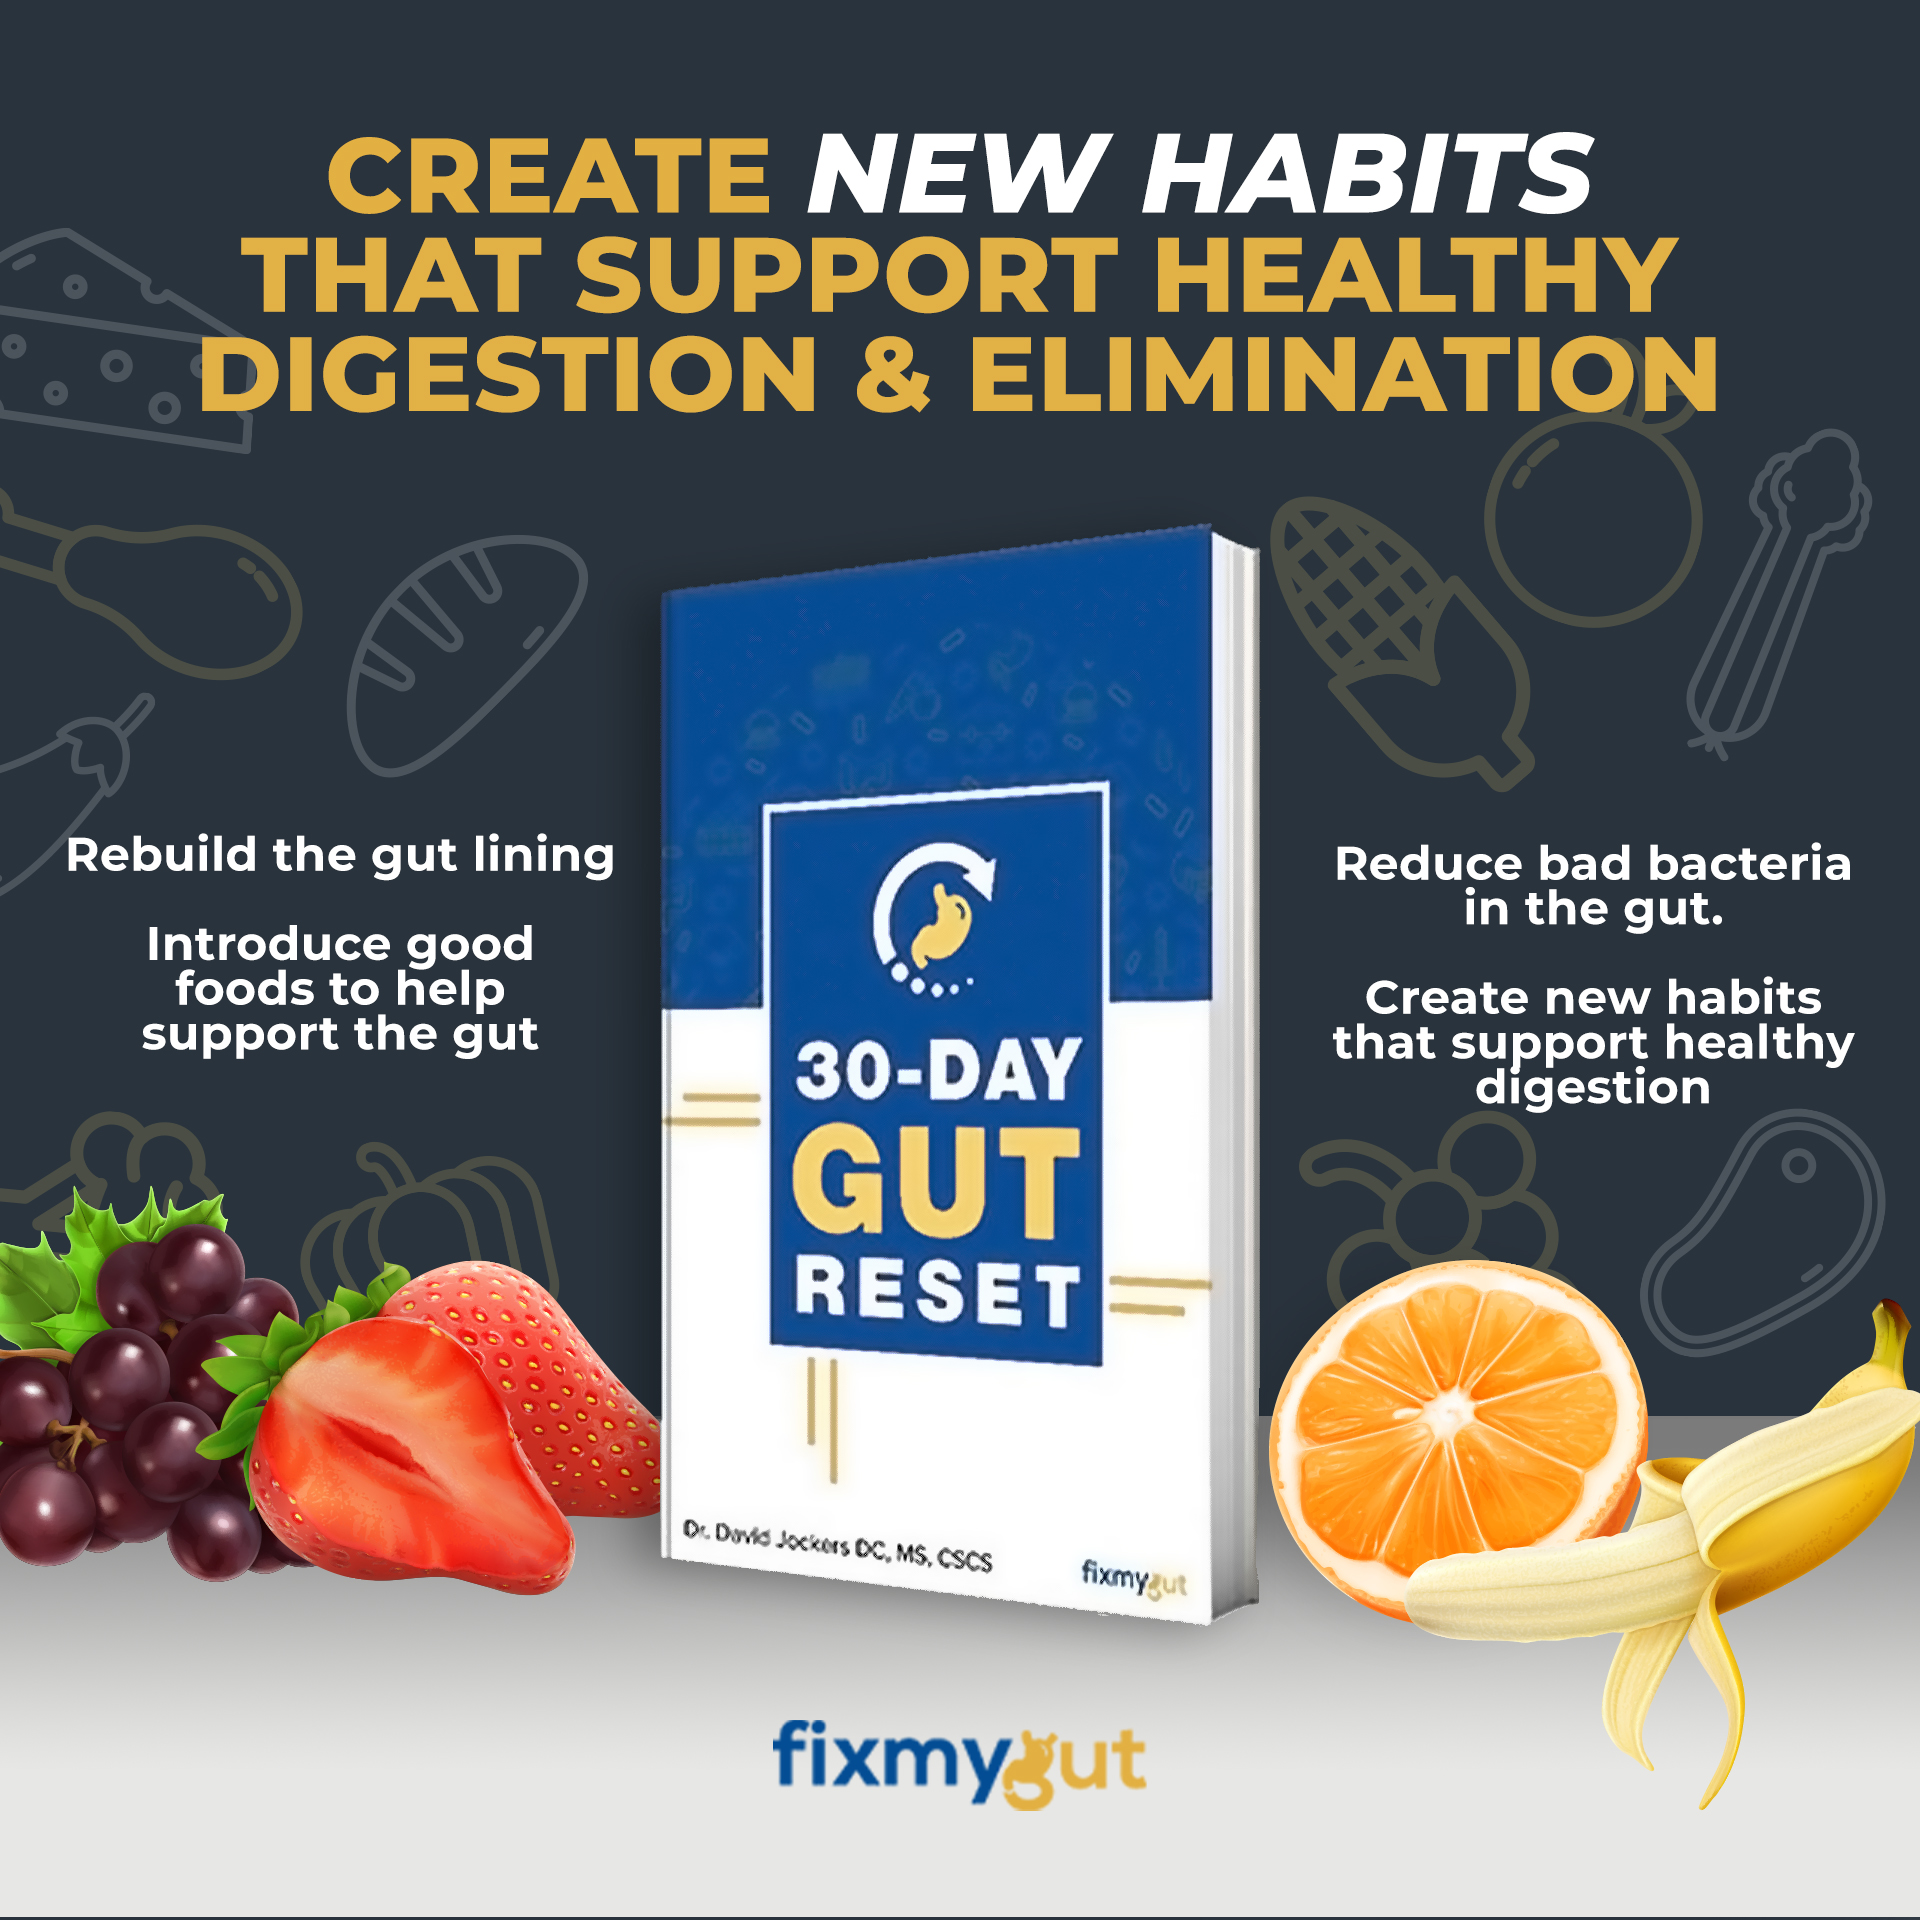 CREATE NEW HABITS
THAT SUPPORT HEALTHY
DIGESTION & ELIMINATION
Rebuild the gut lining
Introduce good
foods to help
support the gut
Reduce bad bacteria
in the gut.
Create new habits
that support healthy
digestion
30-DAY
GUT
RESET
Dr. David Jockers DC, MS, CSCS
fixmygut
fixmygut